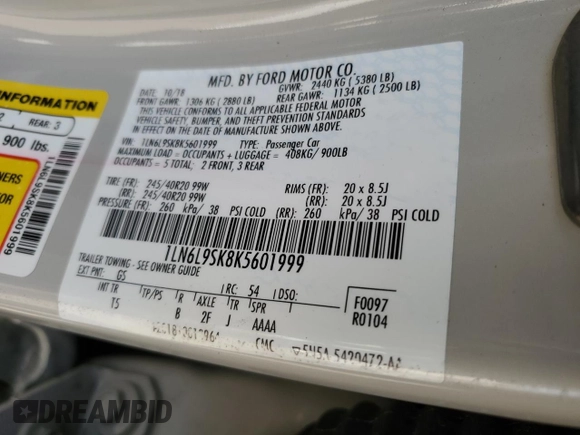 MFD. BY FORD MOTOR CO.
DATE: 10/18 GVWR: 2440 KG ( 5380 LB)
FRONT GAWR: 1306 KG ( 2880 LB) REAR GAWR: 1134 KG ( 2500 LB)
THIS VEHICLE CONFORMS TO ALL APPLICABLE FEDERAL MOTOR
VEHICLE SAFETY, BUMPER, AND THEFT PREVENTION STANDARDS
IN EFFECT ON THE DATE OF MANUFACTURE SHOWN ABOVE.
VIN: 1LN6L9SK8K5601999 TYPE: Passenger Car
MAXIMUM LOAD = OCCUPANTS + LUGGAGE = 408KG/900LB
OCCUPANTS = 5 TOTAL; 2 FRONT, 3 REAR
TIRE (FR): 245/40R20 99W RIMS (FR): 20 x 8.5J
(RR): 245/40R20 99W (RR): 20 x 8.5J
PRESSURE (FR): 260 kPa/ 38 PSI COLD (RR): 260 kPa/ 38 PSI COLD
1LN6L9SK8K5601999
TRAILER TOWING - SEE OWNER GUIDE
EXT PNT: GS RC: 54 DSO: F0097
INT TR TP/PS R AXLE TR SPR R0104
T5 B 2F J AAAA
INFORMATION
2 REAR: 3
900 lbs.
1LN6L9SK8K5601999
DREAMBID